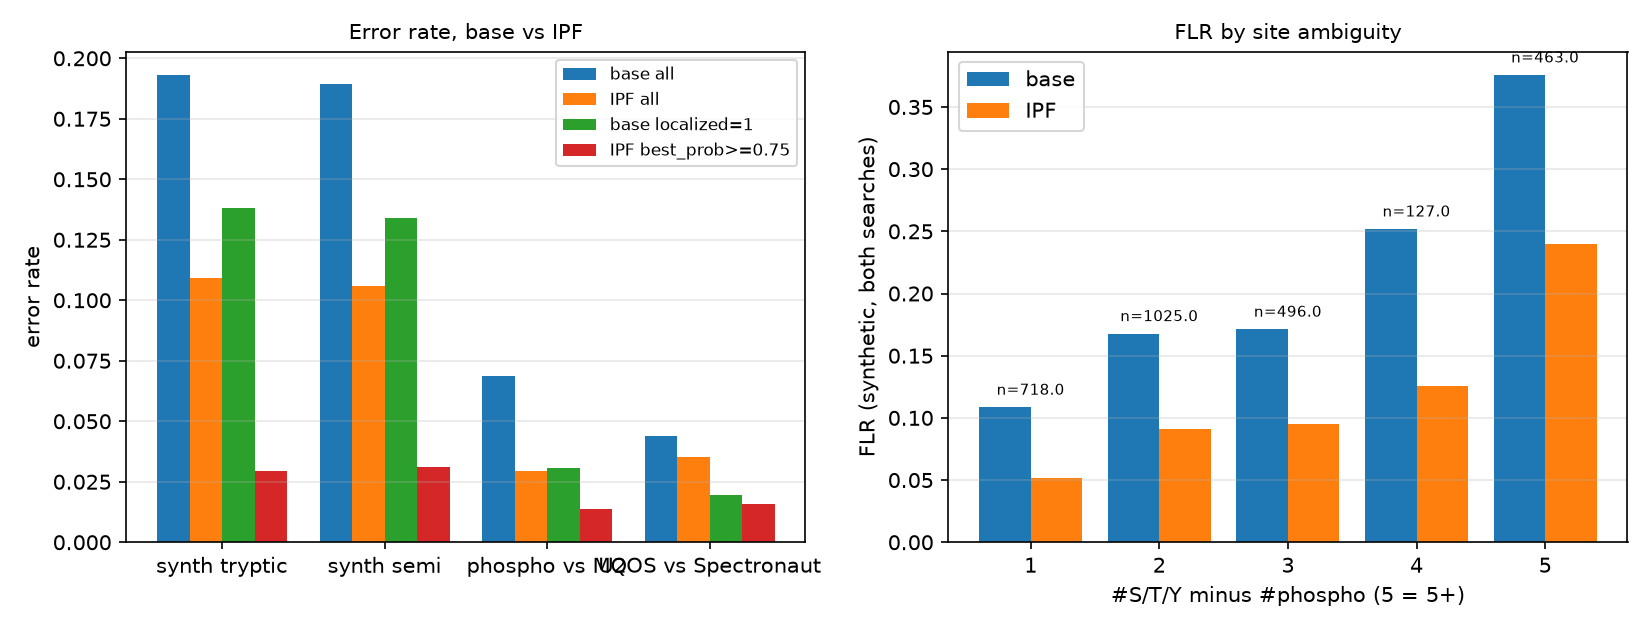 Error rate, base vs IPF
error rate
0.200
0.175
0.150
0.125
0.100
0.075
0.050
0.025
0.000
base all
IPF all
base localized=1
IPF best_prob>=0.75
synth tryptic
synth semi
phospho vs MQ
OOS vs Spectronaut
FLR by site ambiguity
FLR (synthetic, both searches)
0.35
0.30
0.25
0.20
0.15
0.10
0.05
0.00
base
IPF
n=718.0
n=1025.0
n=496.0
n=127.0
n=463.0
1
2
3
4
5
#S/T/Y minus #phospho (5 = 5+)